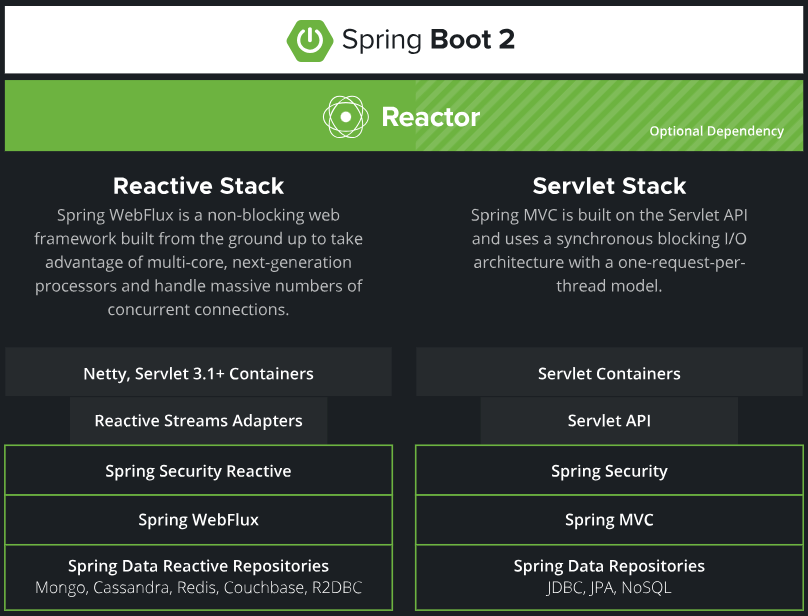 Spring Boot 2
Reactor
Optional Dependency
Reactive Stack
Spring WebFlux is a non-blocking web
framework built from the ground up to take
advantage of multi-core, next-generation
processors and handle massive numbers of
concurrent connections.
Netty, Servlet 3.1+ Containers
Reactive Streams Adapters
Spring Security Reactive
Spring WebFlux
Spring Data Reactive Repositories
Mongo, Cassandra, Redis, Couchbase, R2DBC
Servlet Stack
Spring MVC is built on the Servlet API
and uses a synchronous blocking I/O
architecture with a one-request-per-
thread model.
Servlet Containers
Servlet API
Spring Security
Spring MVC
Spring Data Repositories
JDBC, JPA, NoSQL